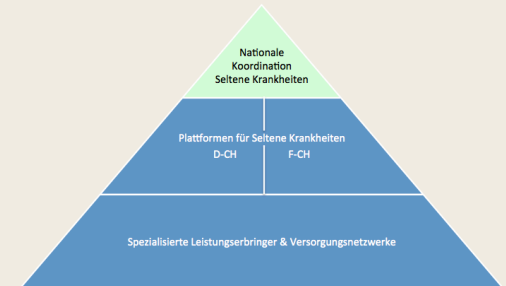 Nationale
Koordination
Seltene Krankheiten
Plattformen für Seltene Krankheiten
D-CH F-CH
Spezialisierte Leistungserbringer & Versorgungsnetzwerke